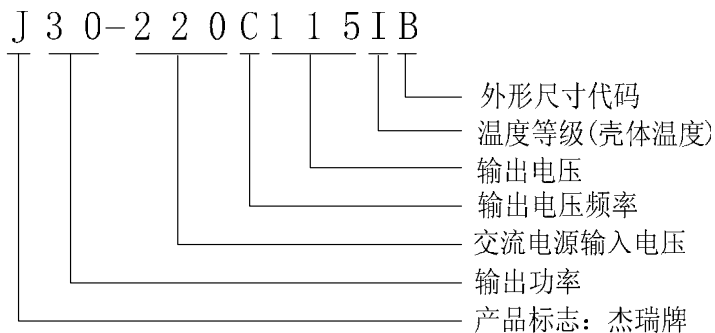 J30-220C115IB
外形尺寸代码
温度等级(壳体温度)
输出电压
输出电压频率
交流电源输入电压
输出功率
产品标志：杰瑞牌